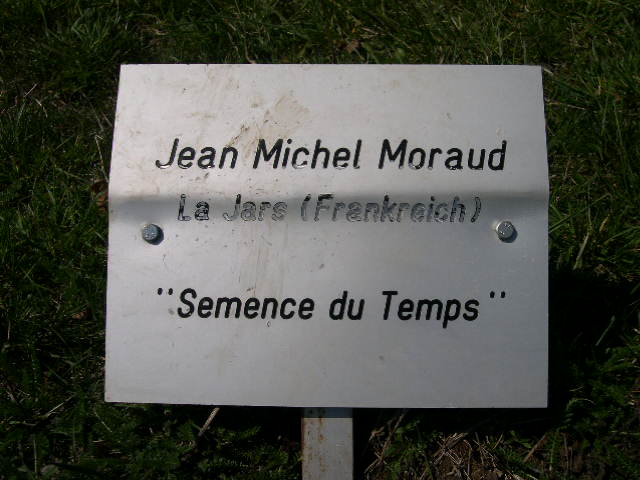 Jean Michel Moraud
La Jars (Frankreich)
"Semence du Temps"